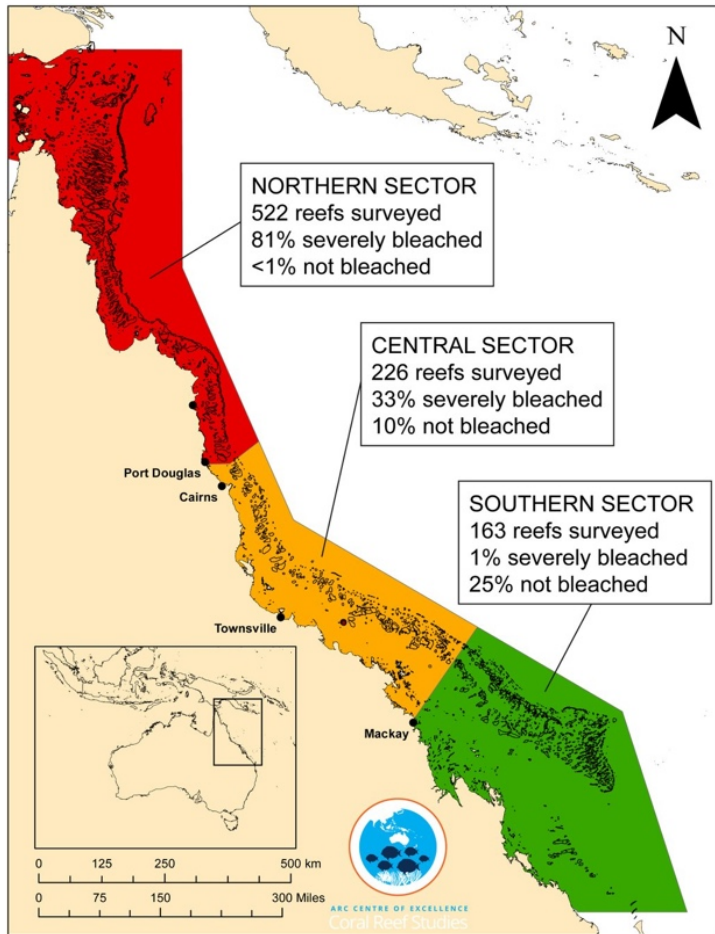 N
NORTHERN SECTOR
522 reefs surveyed
81% severely bleached
<1% not bleached
CENTRAL SECTOR
226 reefs surveyed
33% severely bleached
10% not bleached
Port Douglas
Cairns
SOUTHERN SECTOR
163 reefs surveyed
1% severely bleached
25% not bleached
Townsville
Mackay
0 125 250 500 km
0 75 150 300 Miles
ARC CENTRE OF EXCELLENCE
Coral Reef Studies